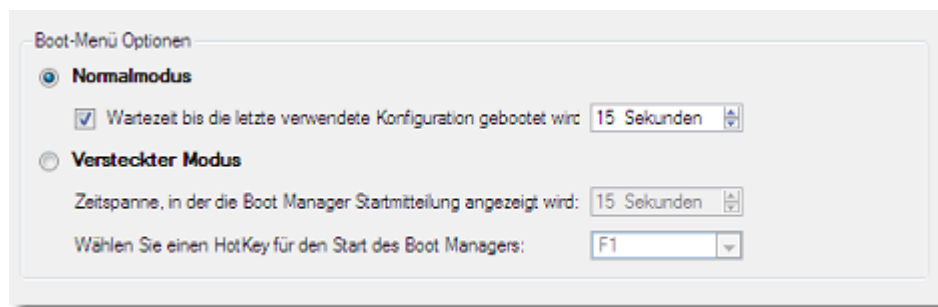 Boot-Menü Optionen
Normalmodus
Wartezeit bis die letzte verwendete Konfiguration gebootet wird 15 Sekunden
Versteckter Modus
Zeitspanne, in der die Boot Manager Startmitteilung angezeigt wird: 15 Sekunden
Wählen Sie einen HotKey für den Start des Boot Managers: F1